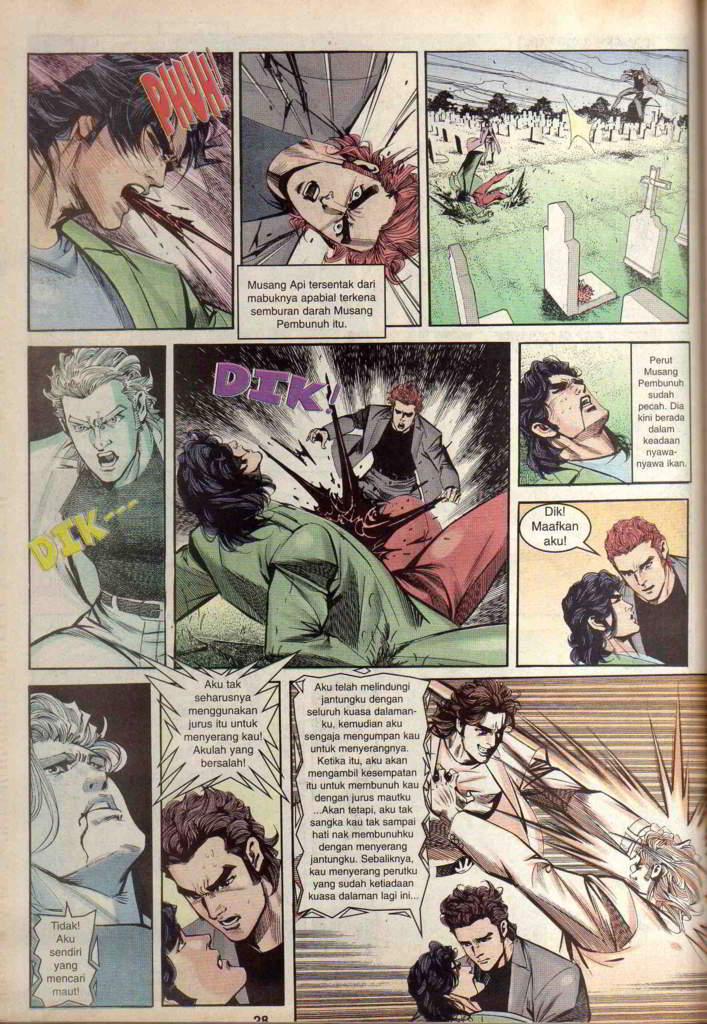 PHUH!
Musang Api tersentak dari
mabuknya apabial terkena
semburan darah Musang
Pembunuh itu.
DIK---
DIK!
Perut
Musang
Pembunuh
sudah
pecah. Dia
kini berada
dalam
keadaan
nyawa-
nyawa ikan.
Dik!
Maafkan
aku!
Tidak!
Aku
sendiri
yang
mencari
maut!
Aku tak
seharusnya
menggunakan
jurus itu untuk
menyerang kau!
Akulah yang
bersalah!
Aku telah melindungi
jantungku dengan
seluruh kuasa dalaman-
ku, kemudian aku
sengaja mengumpan kau
untuk menyerangnya.
Ketika itu, aku akan
mengambil kesempatan
itu untuk menyerang kau
dengan jurus mautku
...Akan tetapi, aku tak
sangka kau tak sampai
hati nak membunuhku
dengan menyerang
jantungku. Sebaliknya,
kau menyerang perutku
yang sudah ketiadaan
kuasa dalaman lagi ini...
28